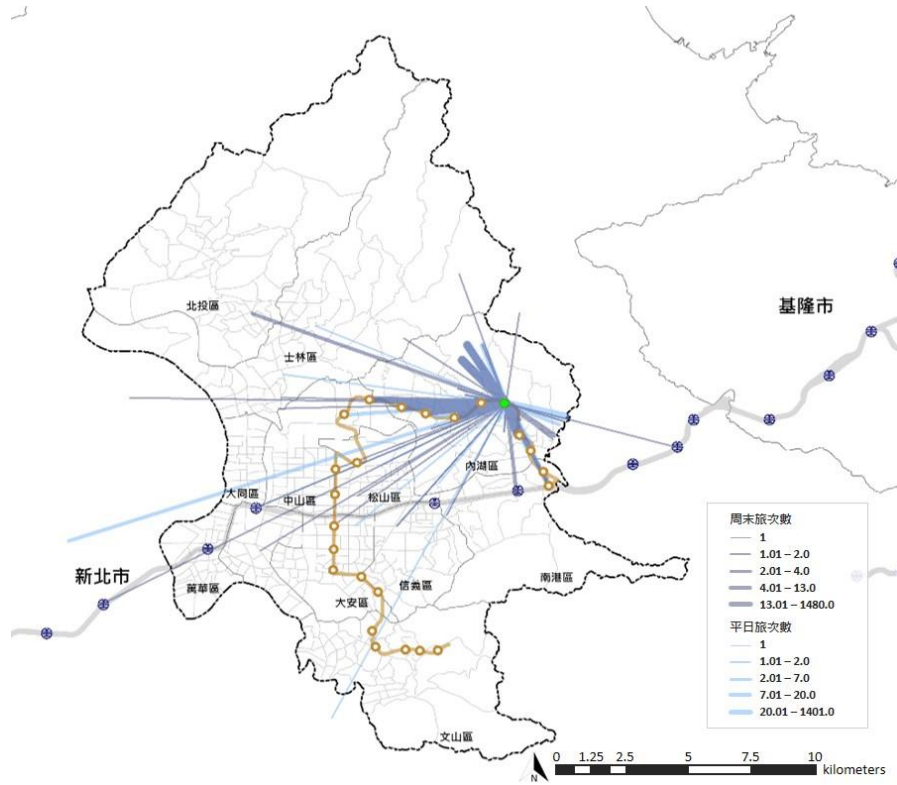 北投區
基隆市
士林區
內湖區
大同區
中山區
松山區
新北市
萬華區
大安區
信義區
南港區
文山區
周末旅次數
1
1.01 – 2.0
2.01 – 4.0
4.01 – 13.0
13.01 – 1480.0
平日旅次數
1
1.01 – 2.0
2.01 – 7.0
7.01 – 20.0
20.01 – 1401.0
N
0 1.25 2.5 5 7.5 10
kilometers